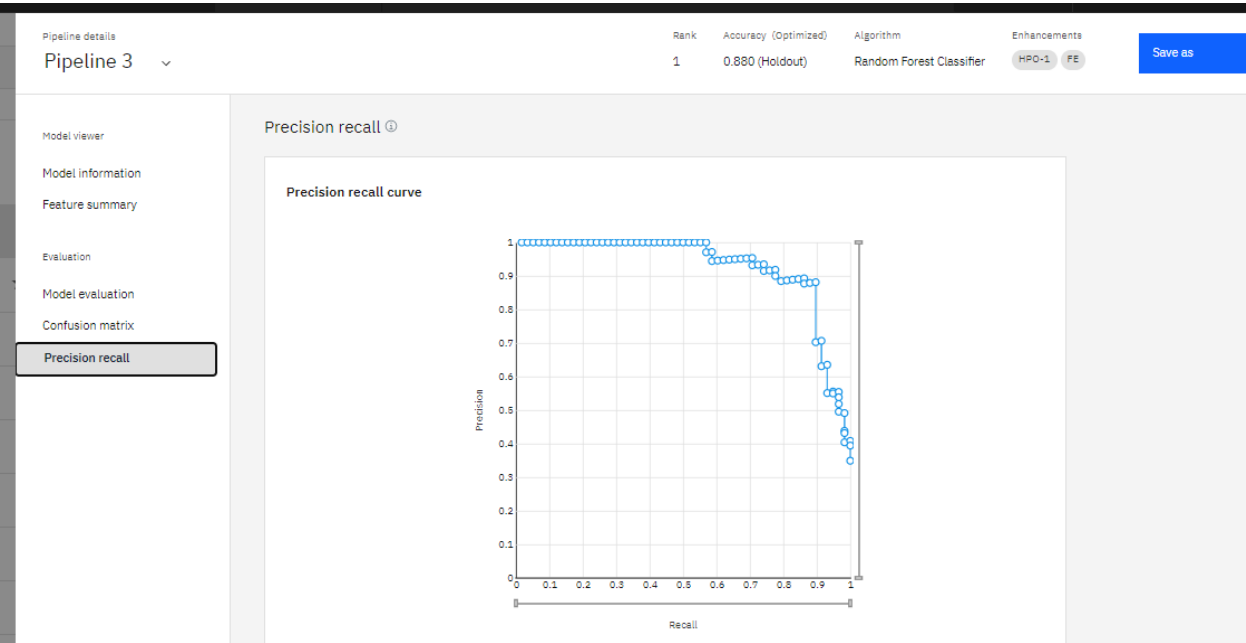 Pipeline details
Pipeline 3
Rank
1
Accuracy (Optimized)
0.880 (Holdout)
Algorithm
Random Forest Classifier
Enhancements
HPO-1 FE
Save as
Model viewer
Model information
Feature summary
Evaluation
Model evaluation
Confusion matrix
Precision recall
Precision recall
Precision recall curve
Precision
1
0.9
0.8
0.7
0.6
0.5
0.4
0.3
0.2
0.1
0
0 0.1 0.2 0.3 0.4 0.5 0.6 0.7 0.8 0.9 1
Recall